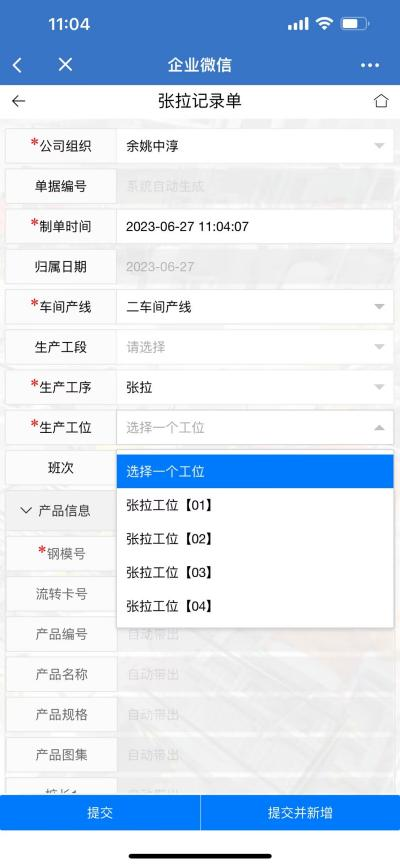 11:04
企业微信
张拉记录单
*公司组织 余姚中淳
单据编号 系统自动生成
*制单时间 2023-06-27 11:04:07
归属日期 2023-06-27
*车间产线 二车间产线
生产工段 请选择
*生产工序 张拉
*生产工位 选择一个工位
班次 选择一个工位
张拉工位【01】
产品信息
张拉工位【02】
*钢模号
张拉工位【03】
流转卡号
张拉工位【04】
产品编号 自动带出
产品名称 自动带出
产品规格 自动带出
产品图集 自动带出
提交 提交并新增